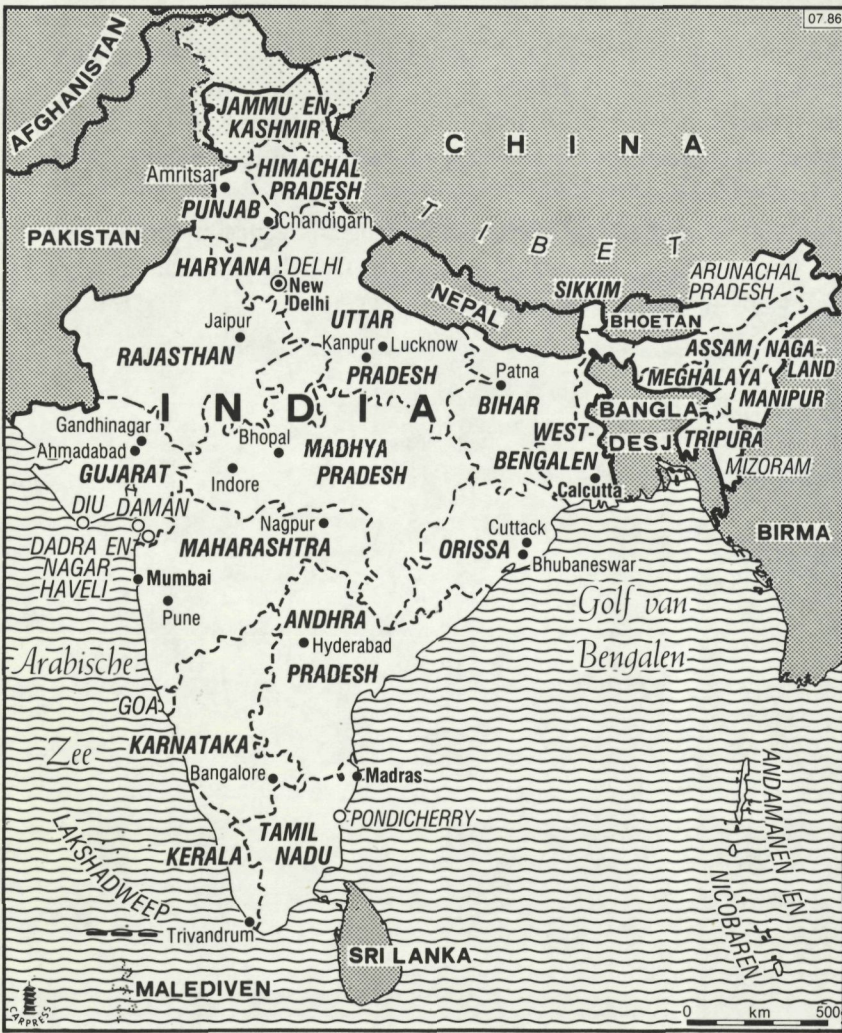 07.86
AFGHANISTAN
JAMMU EN
KASHMIR
CHINA
HIMACHAL
PRADESH
Amritsar
PUNJAB
Chandigarh
TIBET
PAKISTAN
HARYANA
DELHI
New
Delhi
NEPAL
SIKKIM
ARUNACHAL
PRADESH
BHOETAN
Jaipur
UTTAR
Kanpur
Lucknow
PRADESH
RAJASTHAN
ASSAM
NAGA-
LAND
Patna
MEGHALAYA
MANIPUR
BIHAR
INDIA
BANGLA-
DESJ
TRIPURA
MIZORAM
Gandhinagar
Ahmadabad
GUJARAT
Bhopal
MADHYA
PRADESH
Indore
WEST-
BENGALEN
Calcutta
DIU
DAMAN
DADRA EN
NAGAR
HAVELI
Nagpur
MAHARASHTRA
Cuttack
ORISSA
Bhubaneswar
BIRMA
Mumbai
Pune
Golf van
Bengalen
ANDHRA
Hyderabad
PRADESH
Arabische
Zee
GOA
KARNATAKA
Bangalore
Madras
PONDICHERRY
TAMIL
NADU
KERALA
LAKSHADWEEP
Trivandrum
ANDAMANEN EN
NICOBAREN
SRI LANKA
MALEDIVEN
CARPRESS
0 km 500